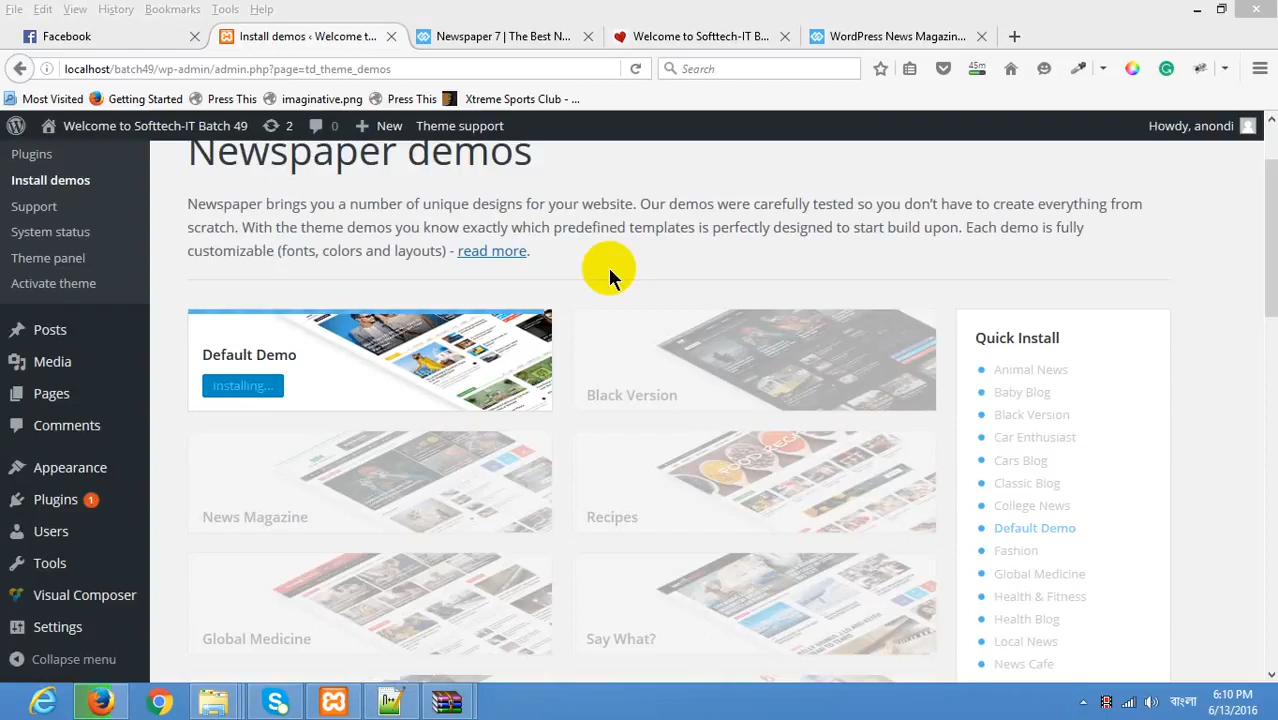 File Edit View History Bookmarks Tools Help
Facebook
Install demos ‹ Welcome t...
Newspaper 7 | The Best N...
Welcome to Softtech-IT B...
WordPress News Magazin...
localhost/batch49/wp-admin/admin.php?page=td_theme_demos
Search
45m
Most Visited Getting Started Press This imaginative.png Press This Xtreme Sports Club - ...
Welcome to Softtech-IT Batch 49 2 0 New Theme support
Howdy, anondi
Plugins
Install demos
Support
System status
Theme panel
Activate theme
Posts
Media
Pages
Comments
Appearance
Plugins 1
Users
Tools
Visual Composer
Settings
Collapse menu
Newspaper demos
Newspaper brings you a number of unique designs for your website. Our demos were carefully tested so you don't have to create everything from
scratch. With the theme demos you know exactly which predefined templates is perfectly designed to start build upon. Each demo is fully
customizable (fonts, colors and layouts) - read more.
Default Demo
Installing...
Black Version
News Magazine
Recipes
Global Medicine
Say What?
Quick Install
Animal News
Baby Blog
Black Version
Car Enthusiast
Cars Blog
Classic Blog
College News
Default Demo
Fashion
Global Medicine
Health & Fitness
Health Blog
Local News
News Cafe
বাংলা
6:10 PM
6/13/2016